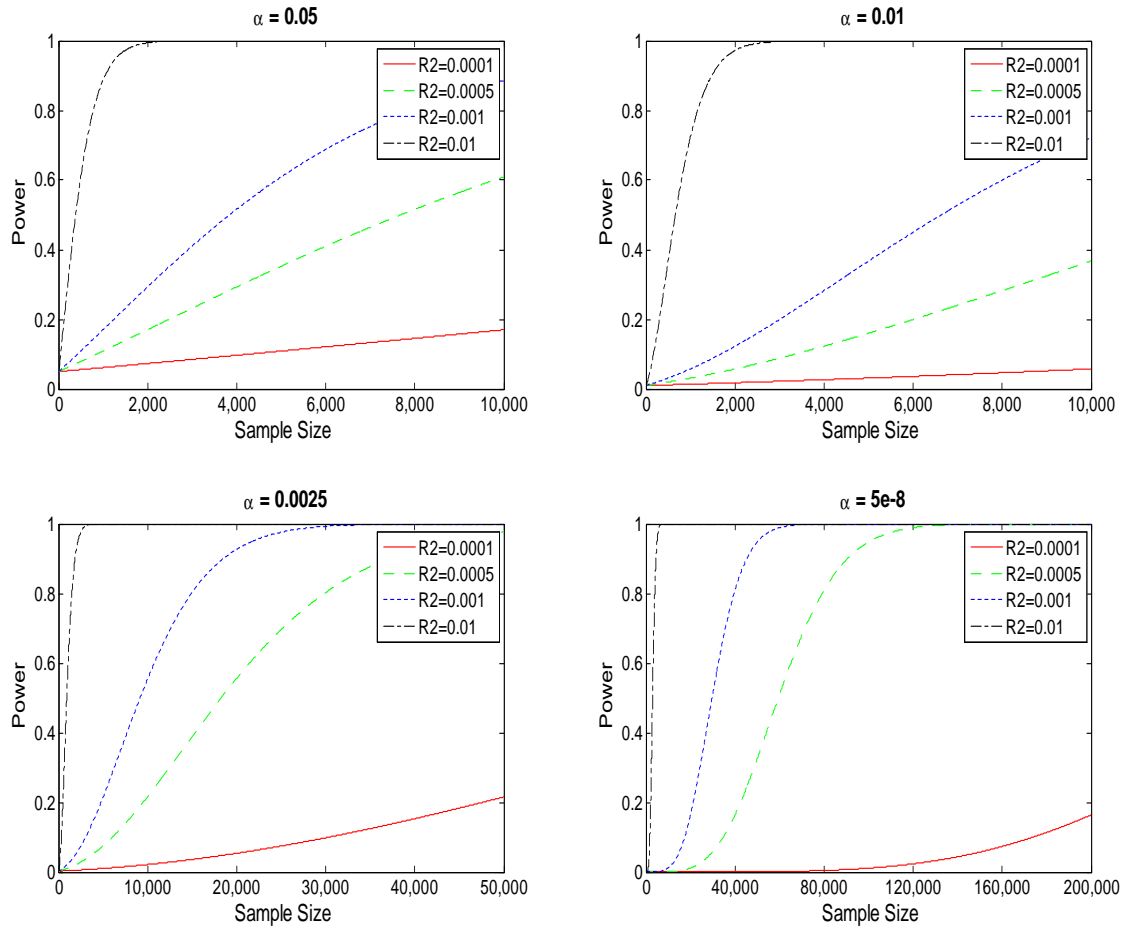 α = 0.05
1
0.8
0.6
0.4
0.2
0
Power
R2=0.0001
R2=0.0005
R2=0.001
R2=0.01
0 2,000 4,000 6,000 8,000 10,000
Sample Size
α = 0.01
1
0.8
0.6
0.4
0.2
0
Power
R2=0.0001
R2=0.0005
R2=0.001
R2=0.01
0 2,000 4,000 6,000 8,000 10,000
Sample Size
α = 0.0025
1
0.8
0.6
0.4
0.2
0
Power
R2=0.0001
R2=0.0005
R2=0.001
R2=0.01
0 10,000 20,000 30,000 40,000 50,000
Sample Size
α = 5e-8
1
0.8
0.6
0.4
0.2
0
Power
R2=0.0001
R2=0.0005
R2=0.001
R2=0.01
0 40,000 80,000 120,000 160,000 200,000
Sample Size